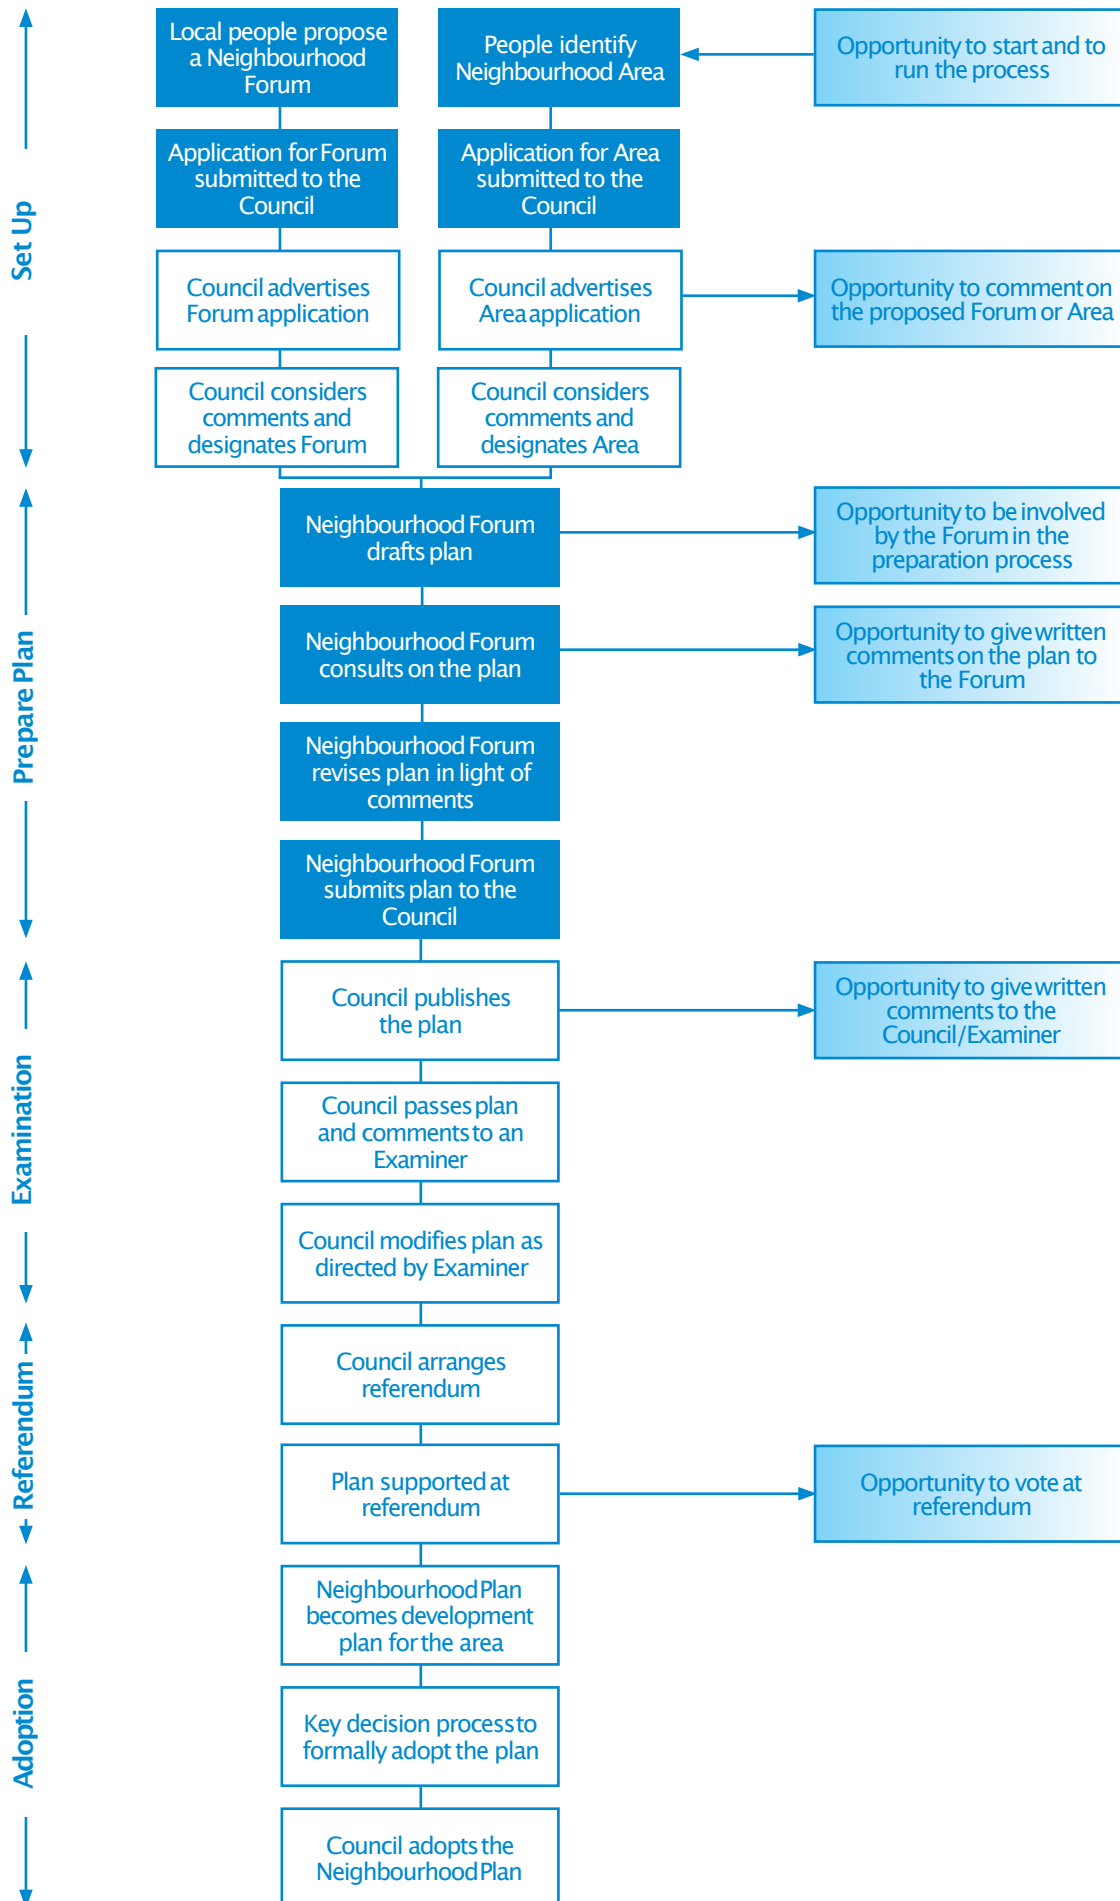 Set Up
Local people propose
a Neighbourhood
Forum
People identify
Neighbourhood Area
Opportunity to start and to
run the process
Application for Forum
submitted to the
Council
Application for Area
submitted to the
Council
Council advertises
Forum application
Council advertises
Area application
Opportunity to comment on
the proposed Forum or Area
Council considers
comments and
designates Forum
Council considers
comments and
designates Area
Prepare Plan
Neighbourhood Forum
drafts plan
Opportunity to be involved
by the Forum in the
preparation process
Neighbourhood Forum
consults on the plan
Opportunity to give written
comments on the plan to
the Forum
Neighbourhood Forum
revises plan in light of
comments
Neighbourhood Forum
submits plan to the
Council
Examination
Council publishes
the plan
Opportunity to give written
comments to the
Council/Examiner
Council passes plan
and comments to an
Examiner
Council modifies plan as
directed by Examiner
Referendum
Council arranges
referendum
Plan supported at
referendum
Opportunity to vote at
referendum
Adoption
Neighbourhood Plan
becomes development
plan for the area
Key decision process to
formally adopt the plan
Council adopts the
Neighbourhood Plan